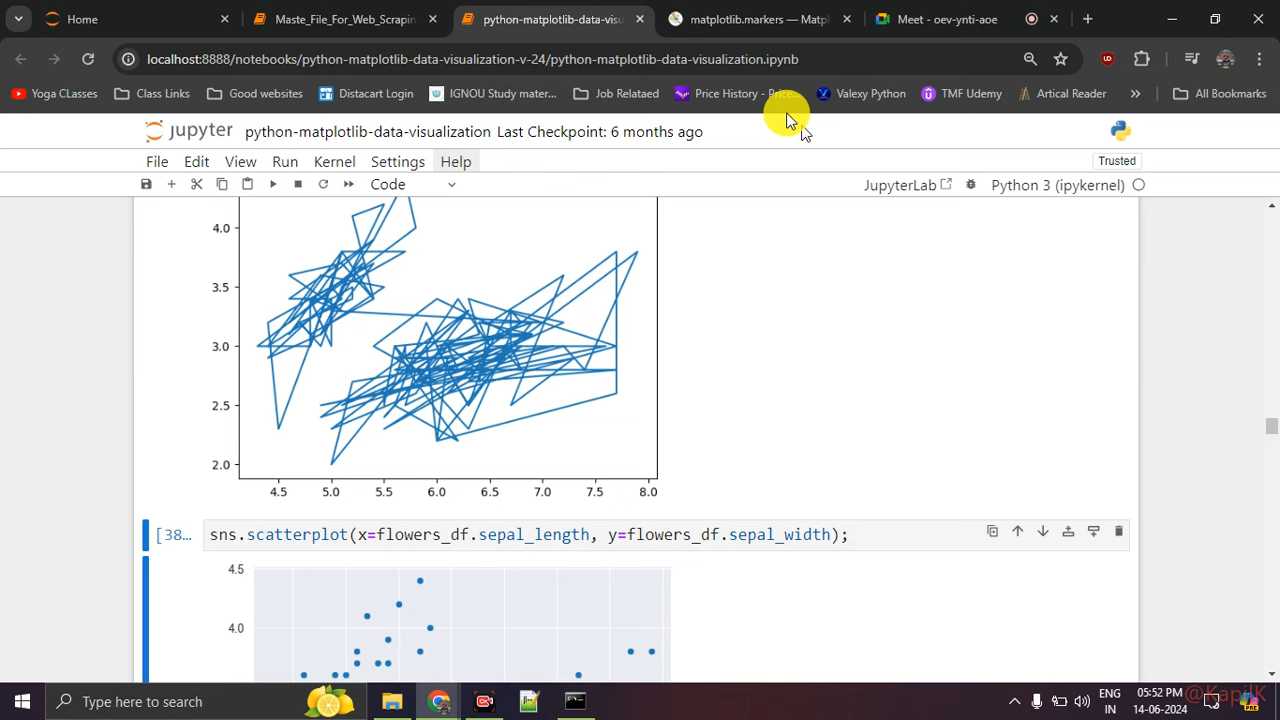 Home
Maste_File_For_Web_Scrapin
python-matplotlib-data-visu
matplotlib.markers — Matpl
Meet - oev-ynti-aoe
localhost:8888/notebooks/python-matplotlib-data-visualization-v-24/python-matplotlib-data-visualization.ipynb
Yoga CLasses
Class Links
Good websites
Distacart Login
IGNOU Study mater...
Job Relataed
Price History - Price...
Valexy Python
TMF Udemy
Artical Reader
All Bookmarks
jupyter python-matplotlib-data-visualization Last Checkpoint: 6 months ago
File Edit View Run Kernel Settings Help
Trusted
Code
JupyterLab
Python 3 (ipykernel)
4.0
3.5
3.0
2.5
2.0
4.5 5.0 5.5 6.0 6.5 7.0 7.5 8.0
[38... sns.scatterplot(x=flowers_df.sepal_length, y=flowers_df.sepal_width);
4.5
4.0
Type here to search
ENG
IN
05:52 PM
14-06-2024
@KapilK